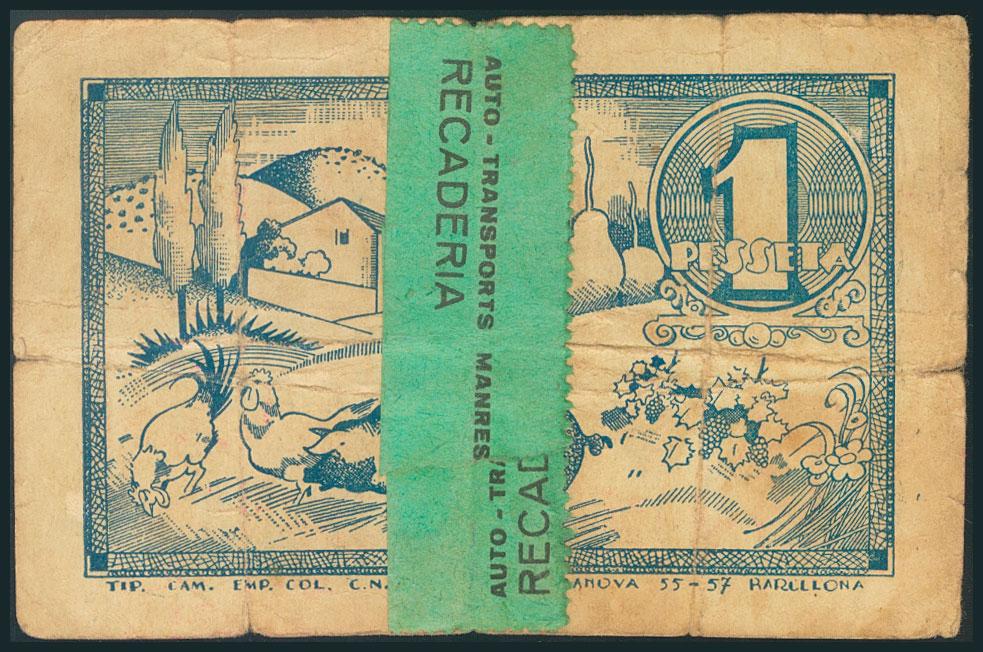 1
PESSETA
AUTO - TRANSPORTS MANRES
RECADERIA
AUTO - TRA
RECAD
TIP. CAM. EMP. COL. C.N.
ANOVA 55-57 BARCELONA